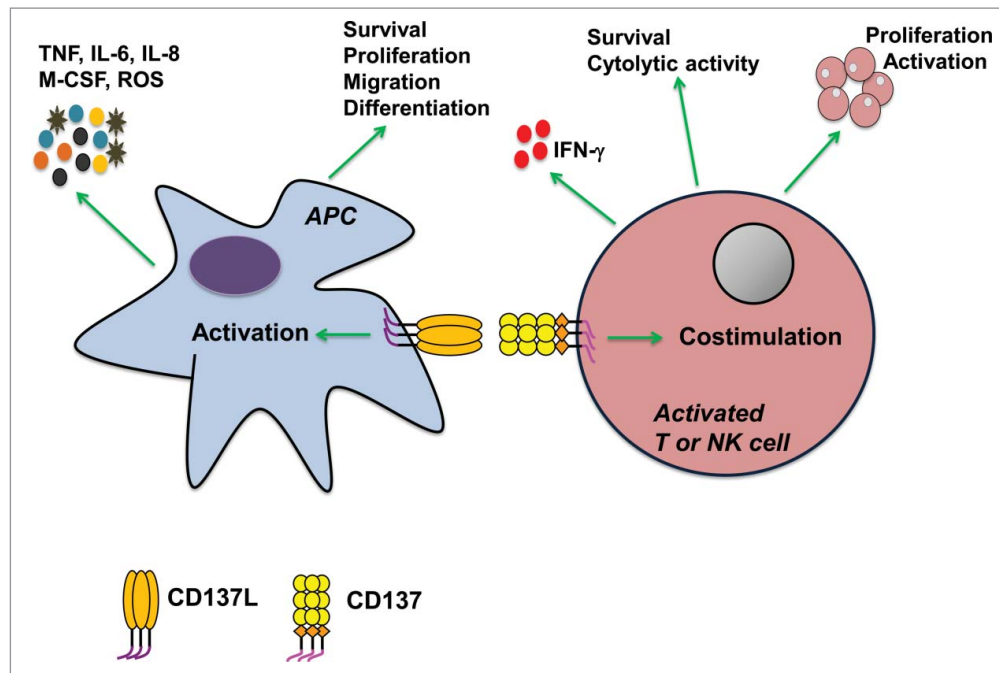 TNF, IL-6, IL-8
M-CSF, ROS
Survival
Proliferation
Migration
Differentiation
Survival
Cytolytic activity
Proliferation
Activation
IFN-γ
APC
Activation
Costimulation
Activated
T or NK cell
CD137L
CD137